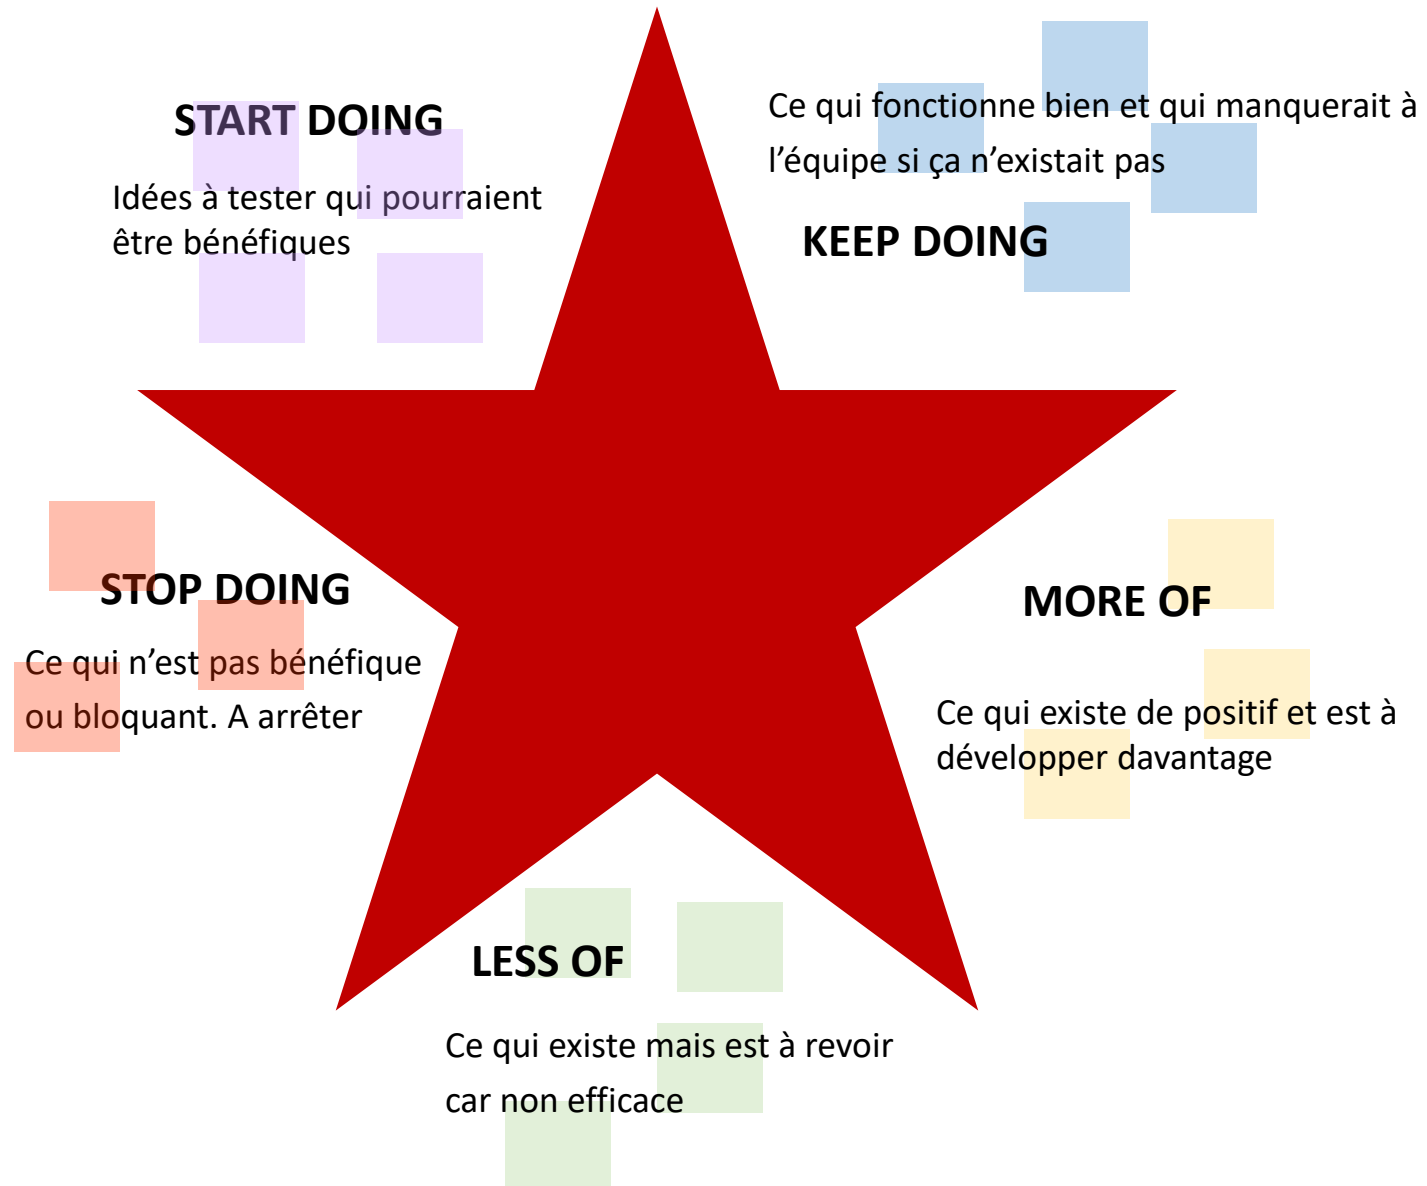 START DOING
Idées à tester qui pourraient
être bénéfiques
Ce qui fonctionne bien et qui manquerait à
l’équipe si ça n’existait pas
KEEP DOING
STOP DOING
Ce qui n’est pas bénéfique
ou bloquant. A arrêter
MORE OF
Ce qui existe de positif et est à
développer davantage
LESS OF
Ce qui existe mais est à revoir
car non efficace